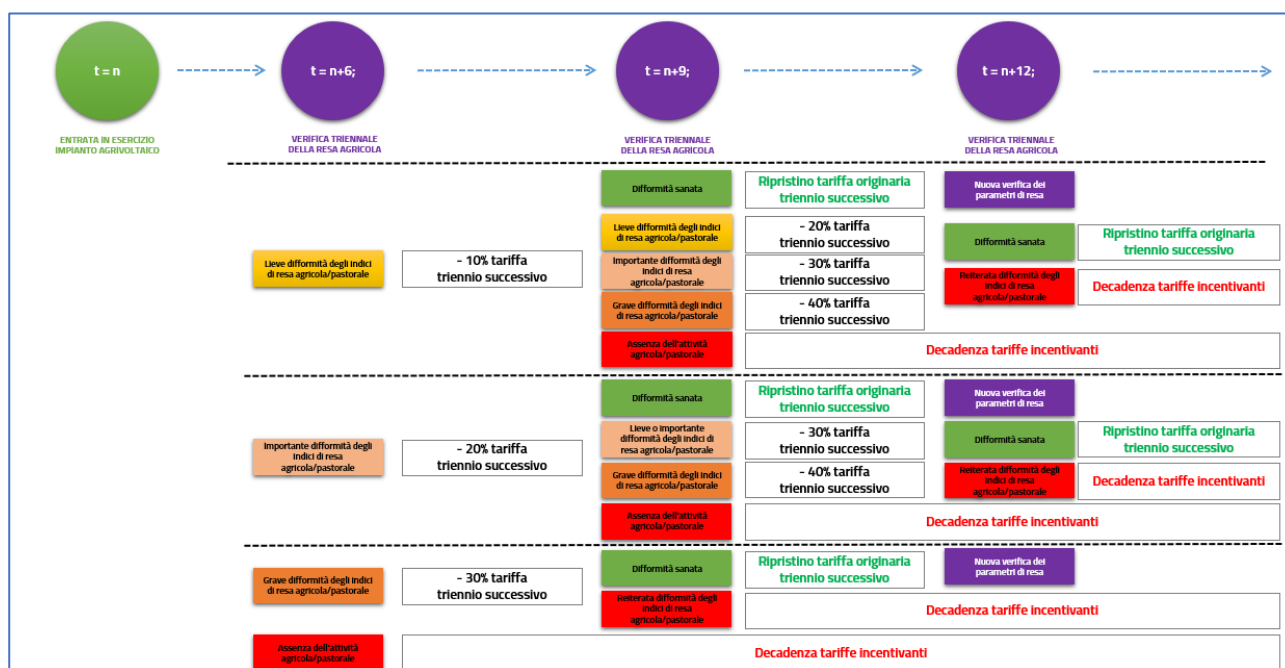 t = n
t = n+6;
t = n+9;
t = n+12;
ENTRATA IN ESERCIZIO
IMPIANTO AGRIVOLTAICO
VERIFICA TRIENNALE
DELLA RESA AGRICOLA
VERIFICA TRIENNALE
DELLA RESA AGRICOLA
VERIFICA TRIENNALE
DELLA RESA AGRICOLA
Lieve difformità degli indici
di resa agricola/pastorale
- 10% tariffa
triennio successivo
Difformità sanata
Ripristino tariffa originaria
triennio successivo
Nuova verifica dei
parametri di resa
Lieve difformità degli indici
di resa agricola/pastorale
- 20% tariffa
triennio successivo
Importante difformità degli
indici di resa
agricola/pastorale
- 30% tariffa
triennio successivo
Grave difformità degli indici
di resa agricola/pastorale
- 40% tariffa
triennio successivo
Difformità sanata
Ripristino tariffa originaria
triennio successivo
Reiterata difformità degli
indici di resa
agricola/pastorale
Decadenza tariffe incentivanti
Assenza dell'attività
agricola/pastorale
Decadenza tariffe incentivanti
Importante difformità degli
indici di resa
agricola/pastorale
- 20% tariffa
triennio successivo
Difformità sanata
Ripristino tariffa originaria
triennio successivo
Nuova verifica dei
parametri di resa
Lieve o importante
difformità degli indici di
resa agricola/pastorale
- 30% tariffa
triennio successivo
Difformità sanata
Ripristino tariffa originaria
triennio successivo
Grave difformità degli indici
di resa agricola/pastorale
- 40% tariffa
triennio successivo
Reiterata difformità degli
indici di resa
agricola/pastorale
Decadenza tariffe incentivanti
Assenza dell'attività
agricola/pastorale
Decadenza tariffe incentivanti
Grave difformità degli indici
di resa agricola/pastorale
- 30% tariffa
triennio successivo
Difformità sanata
Ripristino tariffa originaria
triennio successivo
Nuova verifica dei
parametri di resa
Reiterata difformità degli
indici di resa
agricola/pastorale
Decadenza tariffe incentivanti
Assenza dell'attività
agricola/pastorale
Decadenza tariffe incentivanti